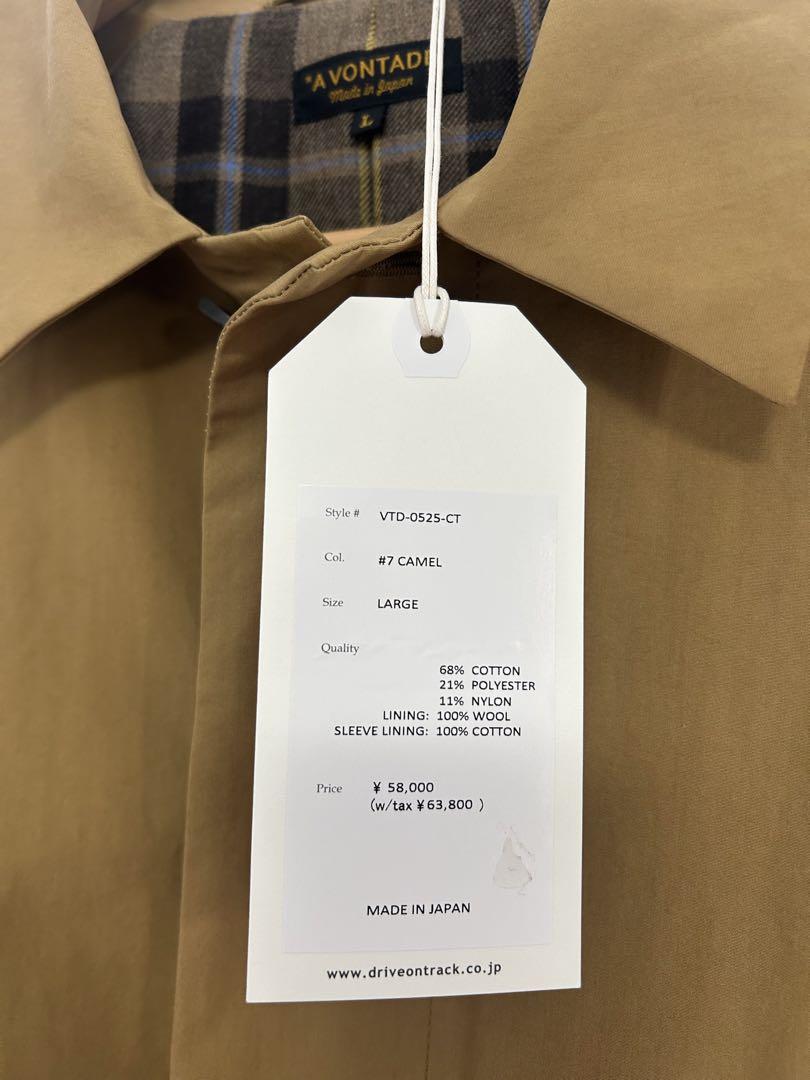 *A VONTADE
Made in Japan
L
Style # VTD-0525-CT
Col. #7 CAMEL
Size LARGE
Quality
68% COTTON
21% POLYESTER
11% NYLON
LINING: 100% WOOL
SLEEVE LINING: 100% COTTON
Price ¥ 58,000
(w/tax ¥63,800 )
MADE IN JAPAN
www.driveontrack.co.jp